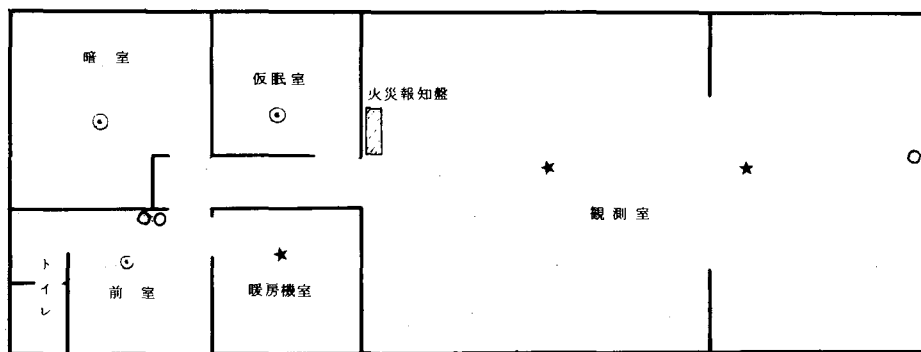 暗室
仮眠室
火災報知盤
観測室
トイレ
前室
暖房機室